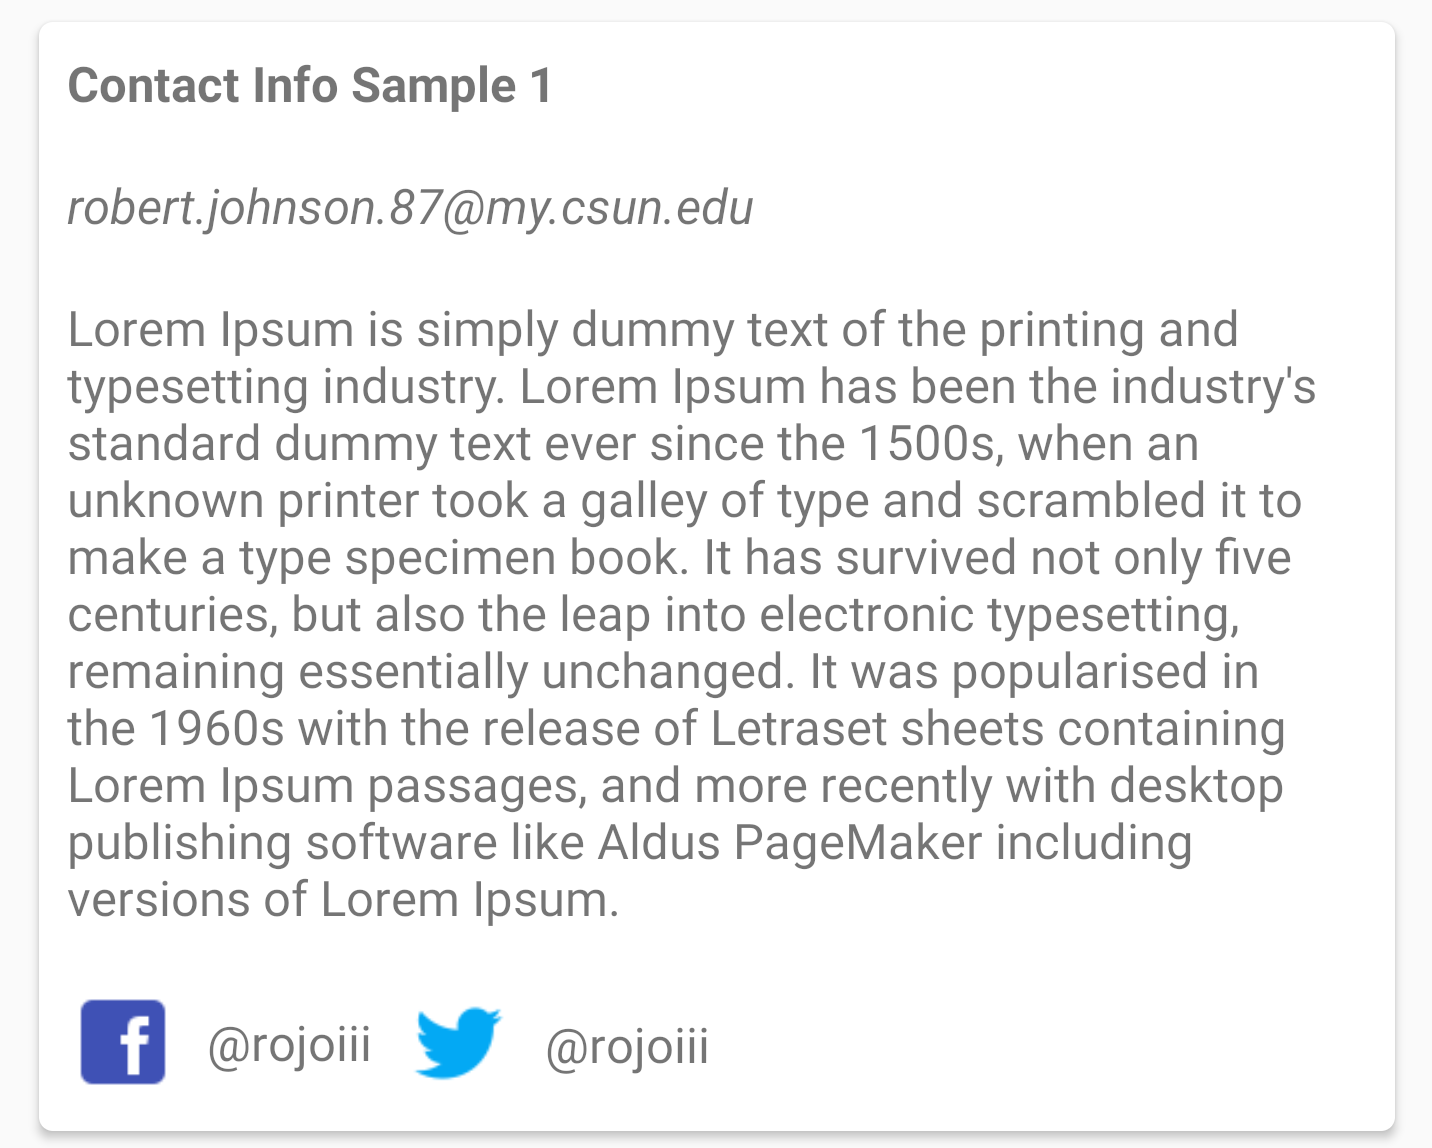 Contact Info Sample 1
robert.johnson.87@my.csun.edu
Lorem Ipsum is simply dummy text of the printing and
typesetting industry. Lorem Ipsum has been the industry's
standard dummy text ever since the 1500s, when an
unknown printer took a galley of type and scrambled it to
make a type specimen book. It has survived not only five
centuries, but also the leap into electronic typesetting,
remaining essentially unchanged. It was popularised in
the 1960s with the release of Letraset sheets containing
Lorem Ipsum passages, and more recently with desktop
publishing software like Aldus PageMaker including
versions of Lorem Ipsum.
f @rojoiii @rojoiii